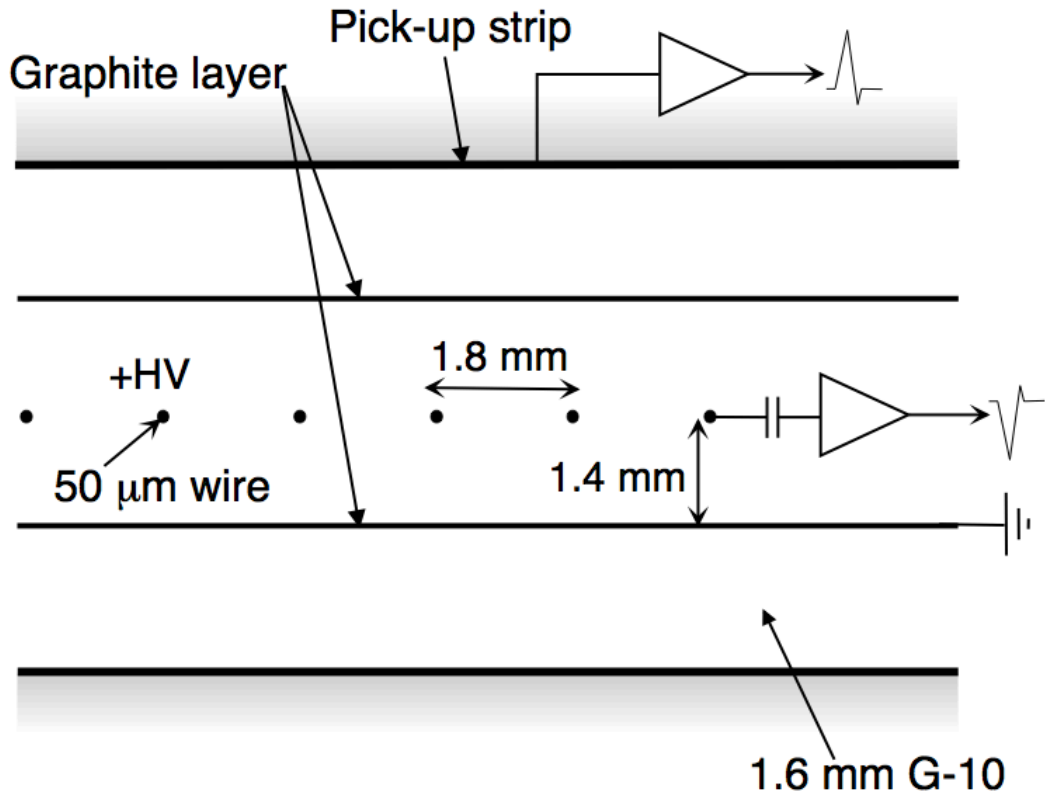 Pick-up strip
Graphite layer
1.8 mm
+HV
50 μm wire
1.4 mm
1.6 mm G-10